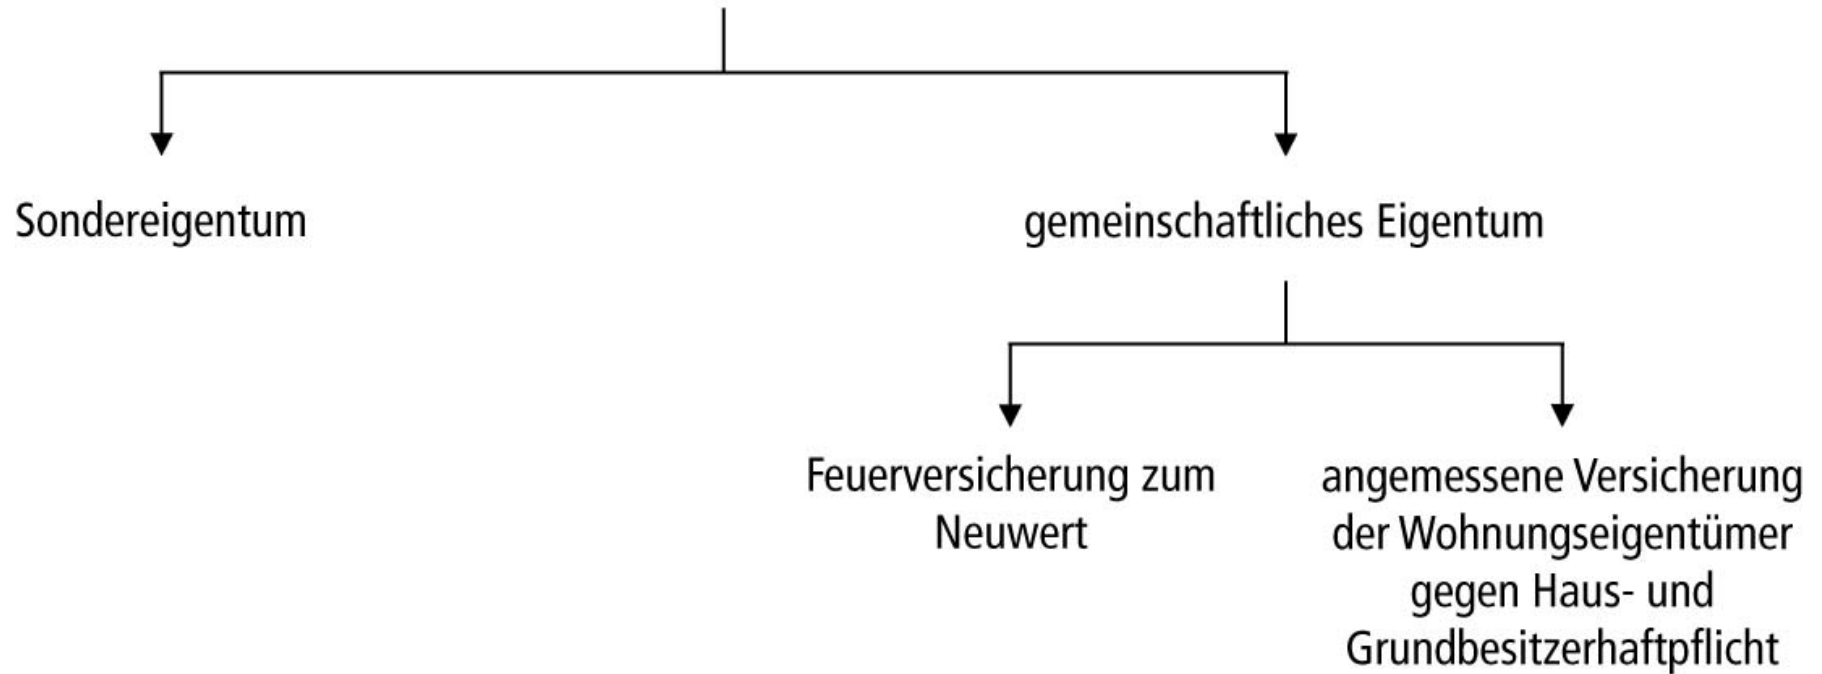 Sondereigentum
gemeinschaftliches Eigentum
Feuerversicherung zum
Neuwert
angemessene Versicherung
der Wohnungseigentümer
gegen Haus- und
Grundbesitzerhaftpflicht